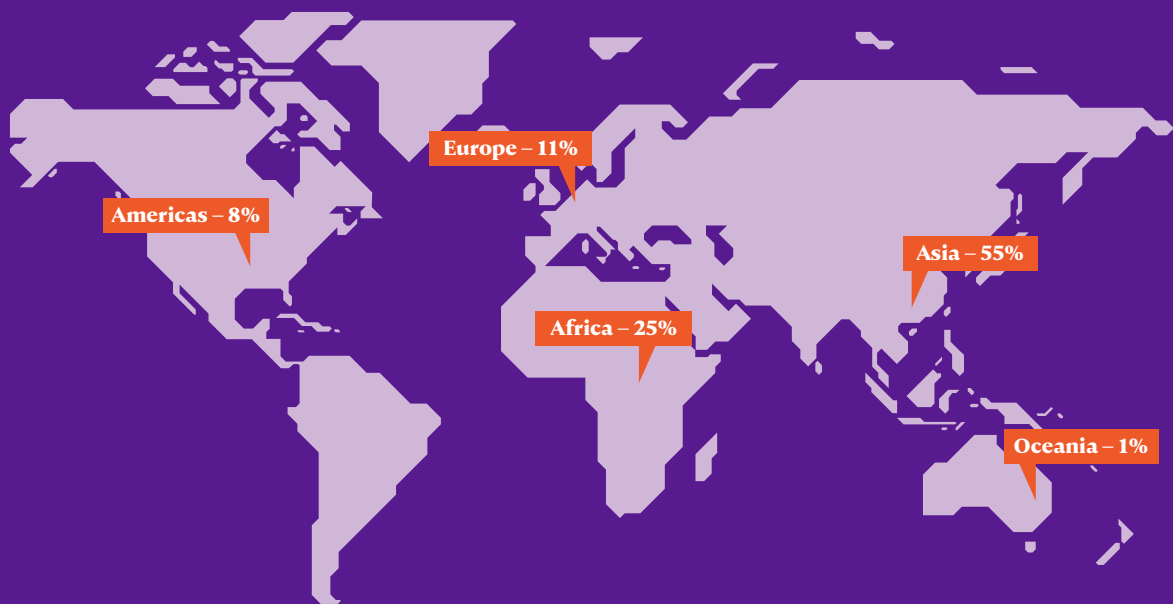 Europe – 11%
Americas – 8%
Asia – 55%
Africa – 25%
Oceania – 1%